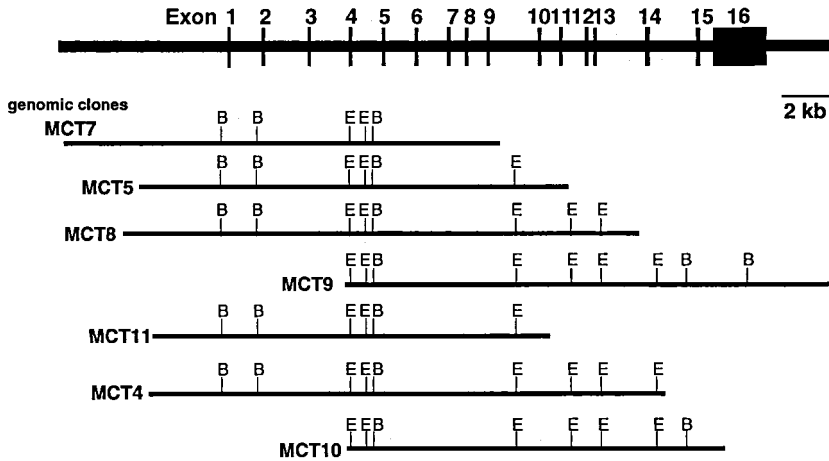 Exon 1 2 3 4 5 6 7 8 9 10 11 12 13 14 15 16
2 kb
genomic clones
B B E E B
MCT7
B B E E B E
MCT5
B B E E B E E E
MCT8
E E B E E E E B B
MCT9
B B E E B E
MCT11
B B E E B E E E E
MCT4
E E B E E E E B
MCT10